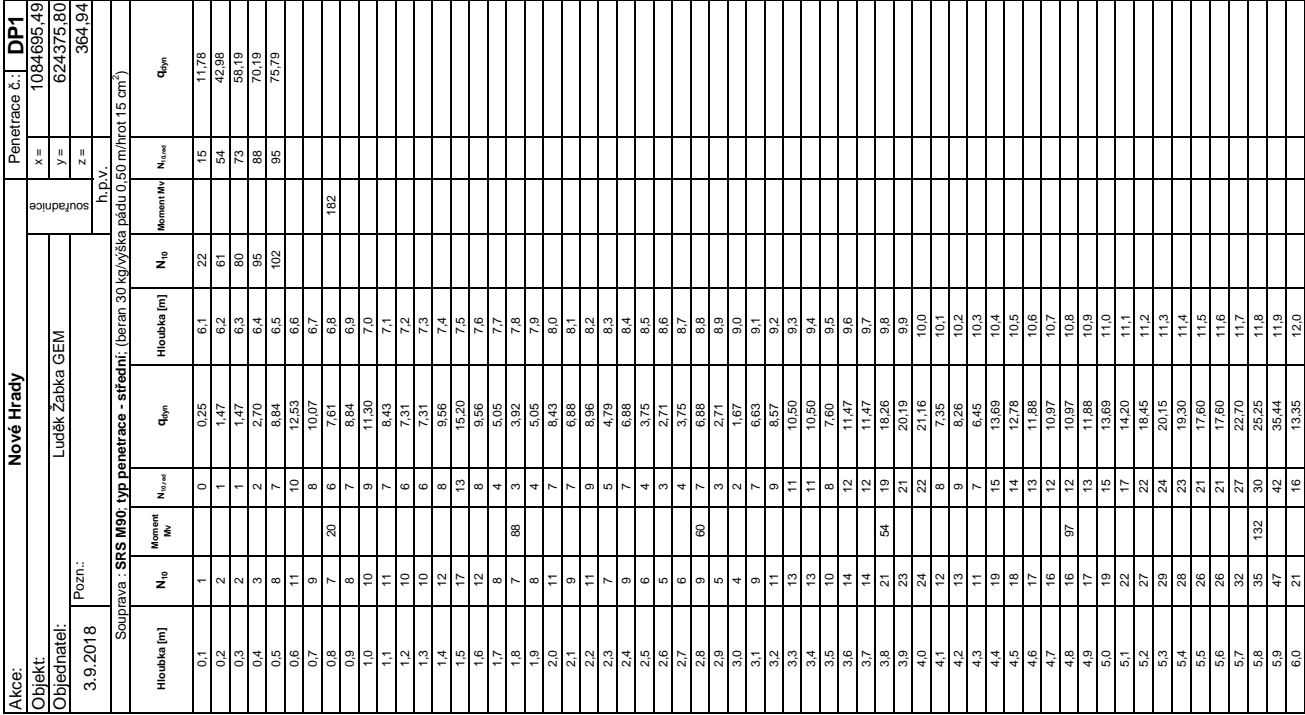 Akce: Nové Hrady Penetrace č.: DP1
Objekt: souřadnice x = 1084695,49
Objednatel: Luděk Žabka GEM y = 624375,80
3.9.2018 Pozn.: z = 364,94
h.p.v.
Souprava : SRS M90; typ penetrace - střední; (beran 30 kg/výška pádu 0,50 m/hrot 15 cm²)
Hloubka [m] N10 Moment Mv N10,red qdyn Hloubka [m] N10 Moment Mv N10,red qdyn
0,1 1 0 0,25 6,1 22 15 11,78
0,2 2 1 1,47 6,2 61 54 42,98
0,3 2 1 1,47 6,3 80 73 58,19
0,4 3 2 2,70 6,4 95 88 70,19
0,5 8 7 8,84 6,5 102 95 75,79
0,6 11 10 12,53 6,6
0,7 9 8 10,07 6,7
0,8 7 20 6 7,61 6,8 182
0,9 8 7 8,84 6,9
1,0 10 9 11,30 7,0
1,1 11 7 8,43 7,1
1,2 10 6 7,31 7,2
1,3 10 6 7,31 7,3
1,4 12 8 9,56 7,4
1,5 17 13 15,20 7,5
1,6 12 8 9,56 7,6
1,7 8 4 5,05 7,7
1,8 7 88 3 3,92 7,8
1,9 8 4 5,05 7,9
2,0 11 7 8,43 8,0
2,1 9 7 6,88 8,1
2,2 11 9 8,96 8,2
2,3 7 5 4,79 8,3
2,4 9 7 6,88 8,4
2,5 6 4 3,75 8,5
2,6 5 3 2,71 8,6
2,7 6 4 3,75 8,7
2,8 9 60 7 6,88 8,8
2,9 5 3 2,71 8,9
3,0 4 2 1,67 9,0
3,1 9 7 6,63 9,1
3,2 11 9 8,57 9,2
3,3 13 11 10,50 9,3
3,4 13 11 10,50 9,4
3,5 10 8 7,60 9,5
3,6 14 12 11,47 9,6
3,7 14 12 11,47 9,7
3,8 21 54 19 18,26 9,8
3,9 23 21 20,19 9,9
4,0 24 22 21,16 10,0
4,1 12 8 7,35 10,1
4,2 13 9 8,26 10,2
4,3 11 7 6,45 10,3
4,4 19 15 13,69 10,4
4,5 18 14 12,78 10,5
4,6 17 13 11,88 10,6
4,7 16 12 10,97 10,7
4,8 16 97 12 10,97 10,8
4,9 17 13 11,88 10,9
5,0 19 15 13,69 11,0
5,1 22 17 14,20 11,1
5,2 27 22 18,45 11,2
5,3 29 24 20,15 11,3
5,4 28 23 19,30 11,4
5,5 26 21 17,60 11,5
5,6 26 21 17,60 11,6
5,7 32 27 22,70 11,7
5,8 35 132 30 25,25 11,8
5,9 47 42 35,44 11,9
6,0 21 16 13,35 12,0